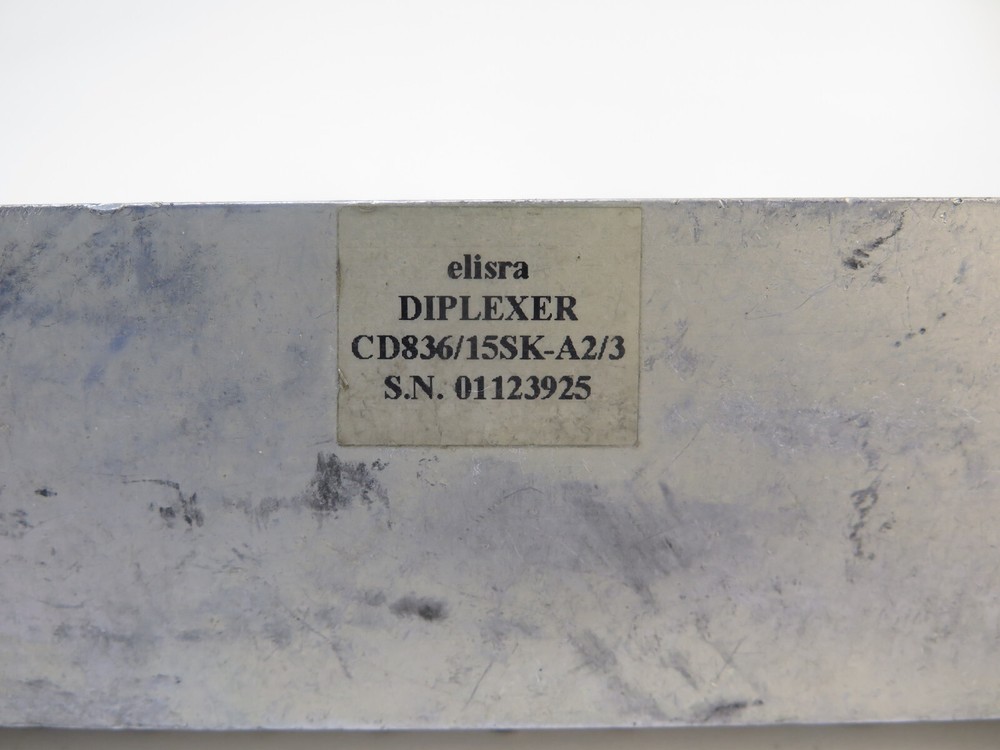 elisra
DIPLEXER
CD836/15SK-A2/3
S.N. 01123925